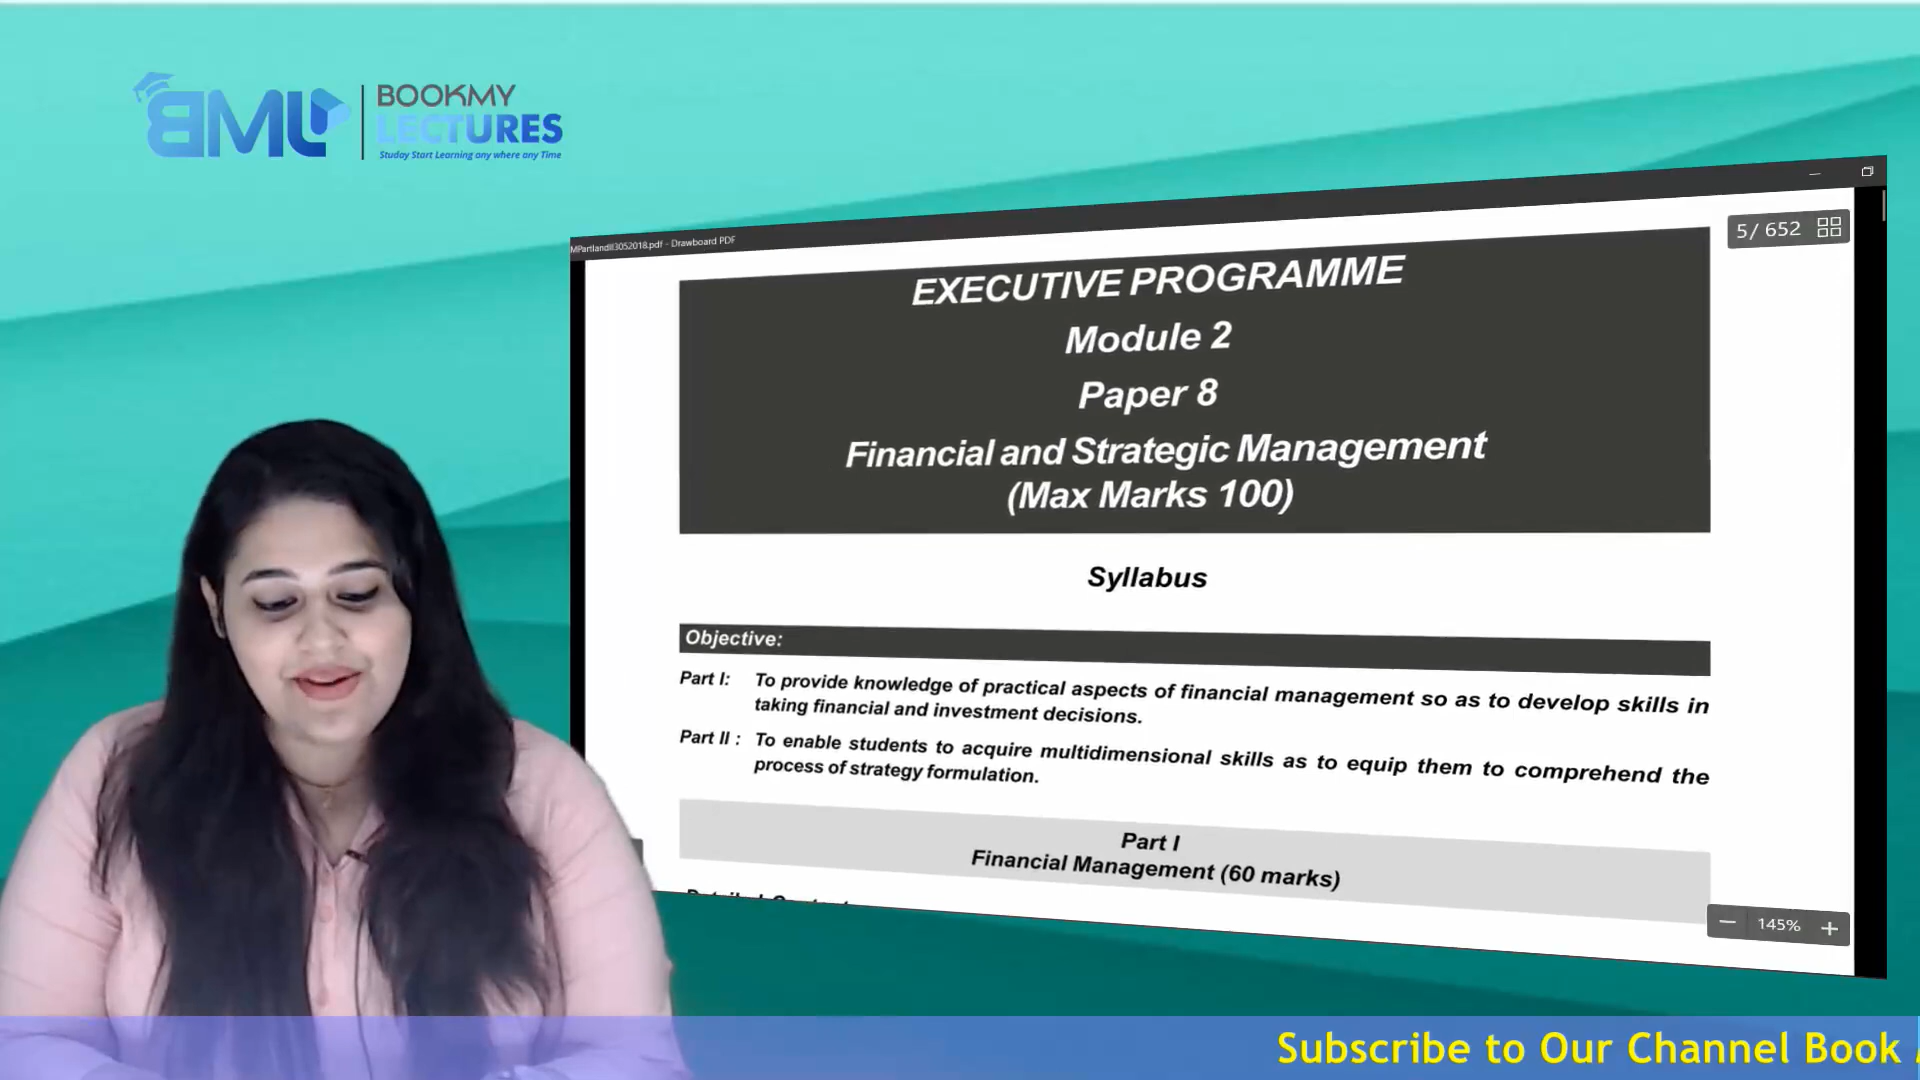 BML
BOOKMY
LECTURES
Studay Start Learning any where any Time
MPartIandII3052018.pdf - Drawboard PDF
5/ 652
EXECUTIVE PROGRAMME
Module 2
Paper 8
Financial and Strategic Management
(Max Marks 100)
Syllabus
Objective:
Part I: To provide knowledge of practical aspects of financial management so as to develop skills in
taking financial and investment decisions.
Part II : To enable students to acquire multidimensional skills as to equip them to comprehend the
process of strategy formulation.
Part I
Financial Management (60 marks)
145%
Subscribe to Our Channel Book